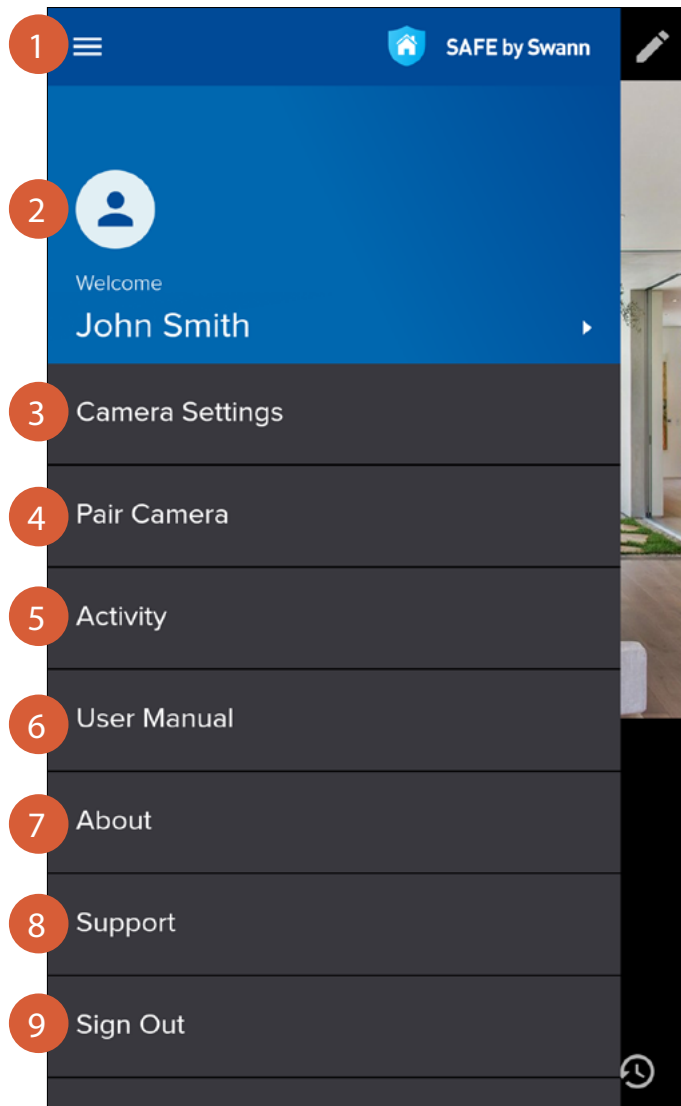 1
SAFE by Swann
2
Welcome
John Smith
3 Camera Settings
4 Pair Camera
5 Activity
6 User Manual
7 About
8 Support
9 Sign Out